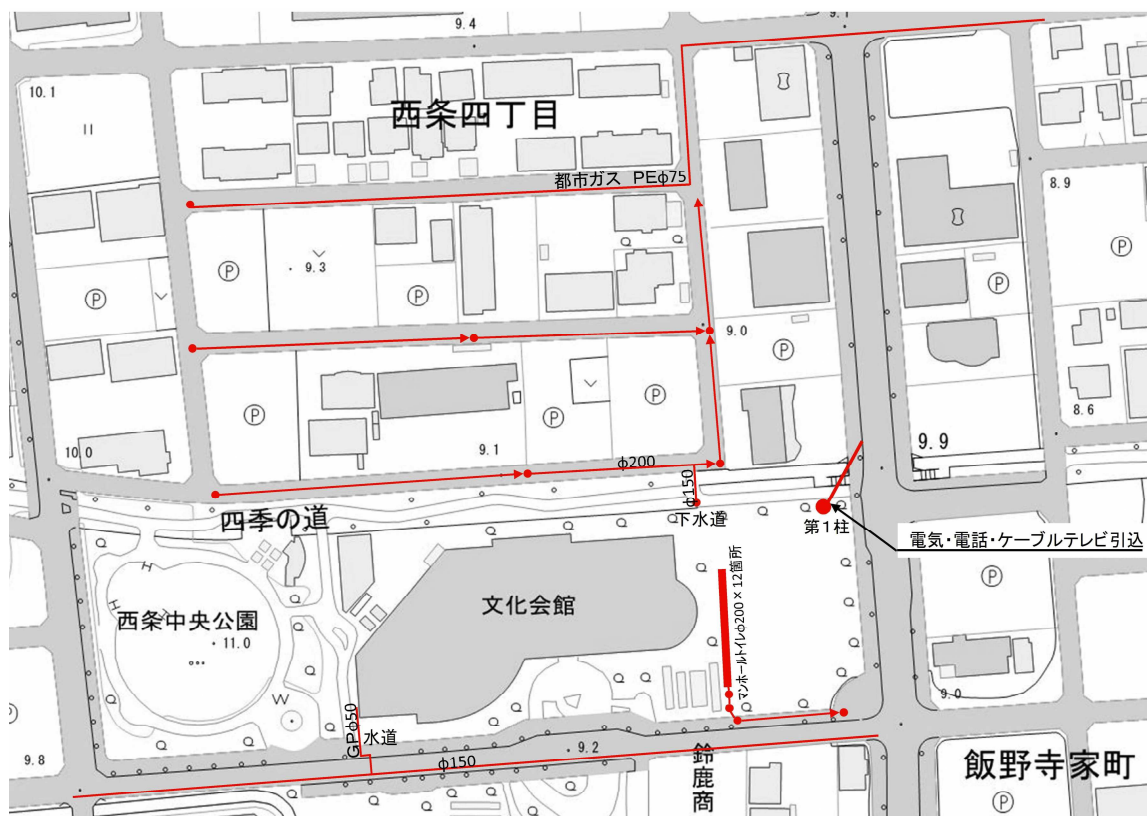 9.4
9.1
10.1
西条四丁目
都市ガス PEφ75
8.9
P
9.3
P
P
P
P
9.0
P
P
P
P
8.6
9.1
10.0
9.9
φ200
φ150
四季の道
下水道
第1柱
電気・電話・ケーブルテレビ引込
マンホールトイレφ200×12箇所
P
文化会館
西条中央公園
11.0
9.0
P
GPφ50
水道
9.2
9.8
φ150
鈴鹿商
飯野寺家町
P